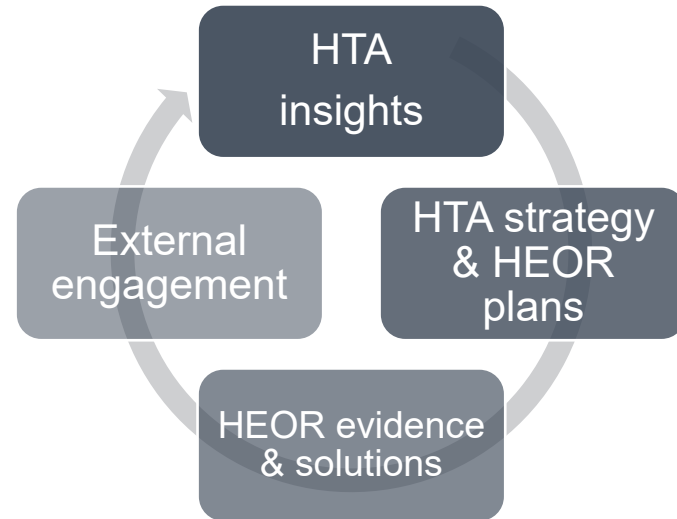 HTA
insights
HTA strategy
& HEOR
plans
HEOR evidence
& solutions
External
engagement